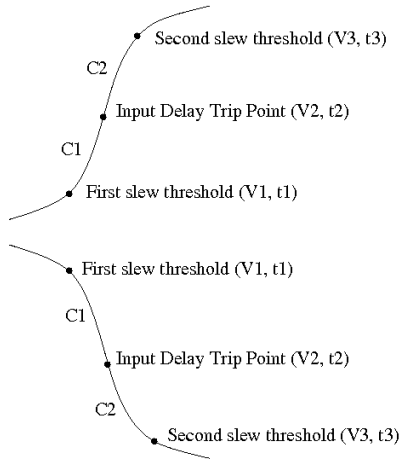 Second slew threshold (V3, t3)
C2
Input Delay Trip Point (V2, t2)
C1
First slew threshold (V1, t1)
First slew threshold (V1, t1)
C1
Input Delay Trip Point (V2, t2)
C2
Second slew threshold (V3, t3)